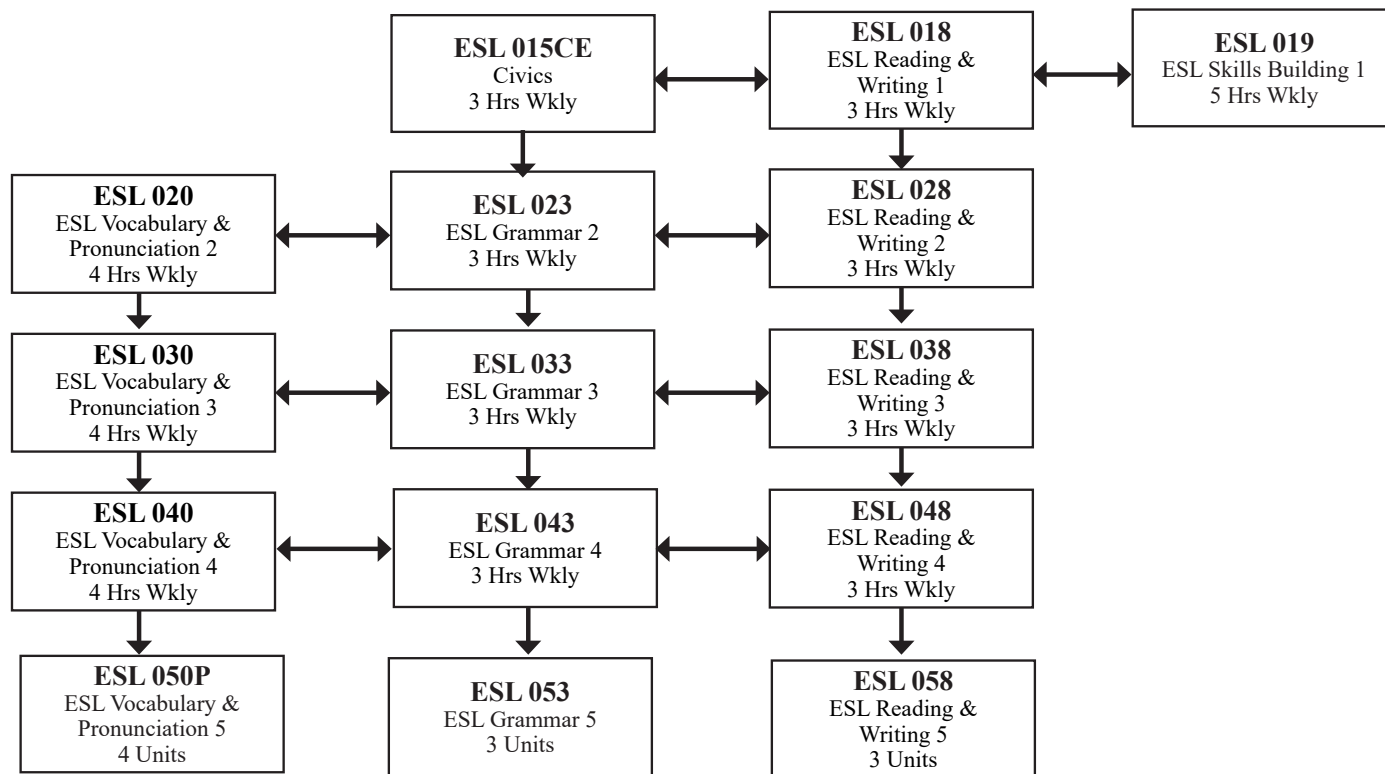 ESL 015CE
Civics
3 Hrs Wkly
ESL 018
ESL Reading &
Writing 1
3 Hrs Wkly
ESL 019
ESL Skills Building 1
5 Hrs Wkly
ESL 020
ESL Vocabulary &
Pronunciation 2
4 Hrs Wkly
ESL 023
ESL Grammar 2
3 Hrs Wkly
ESL 028
ESL Reading &
Writing 2
3 Hrs Wkly
ESL 030
ESL Vocabulary &
Pronunciation 3
4 Hrs Wkly
ESL 033
ESL Grammar 3
3 Hrs Wkly
ESL 038
ESL Reading &
Writing 3
3 Hrs Wkly
ESL 040
ESL Vocabulary &
Pronunciation 4
4 Hrs Wkly
ESL 043
ESL Grammar 4
3 Hrs Wkly
ESL 048
ESL Reading &
Writing 4
3 Hrs Wkly
ESL 050P
ESL Vocabulary &
Pronunciation 5
4 Units
ESL 053
ESL Grammar 5
3 Units
ESL 058
ESL Reading &
Writing 5
3 Units